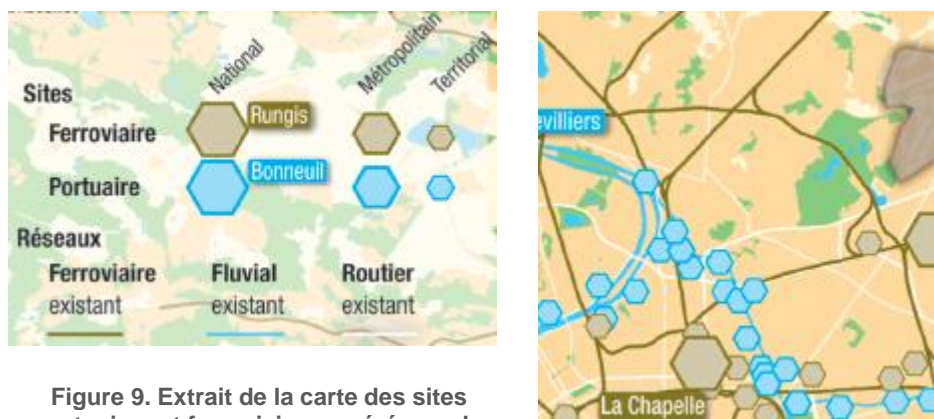 National
Métropolitain
Territorial
Sites
Ferroviaire
Rungis
Portuaire
Bonneuil
Réseaux
Ferroviaire Fluvial Routier
existant existant existant
evilliers
La Chapelle
Figure 9. Extrait de la carte des sites